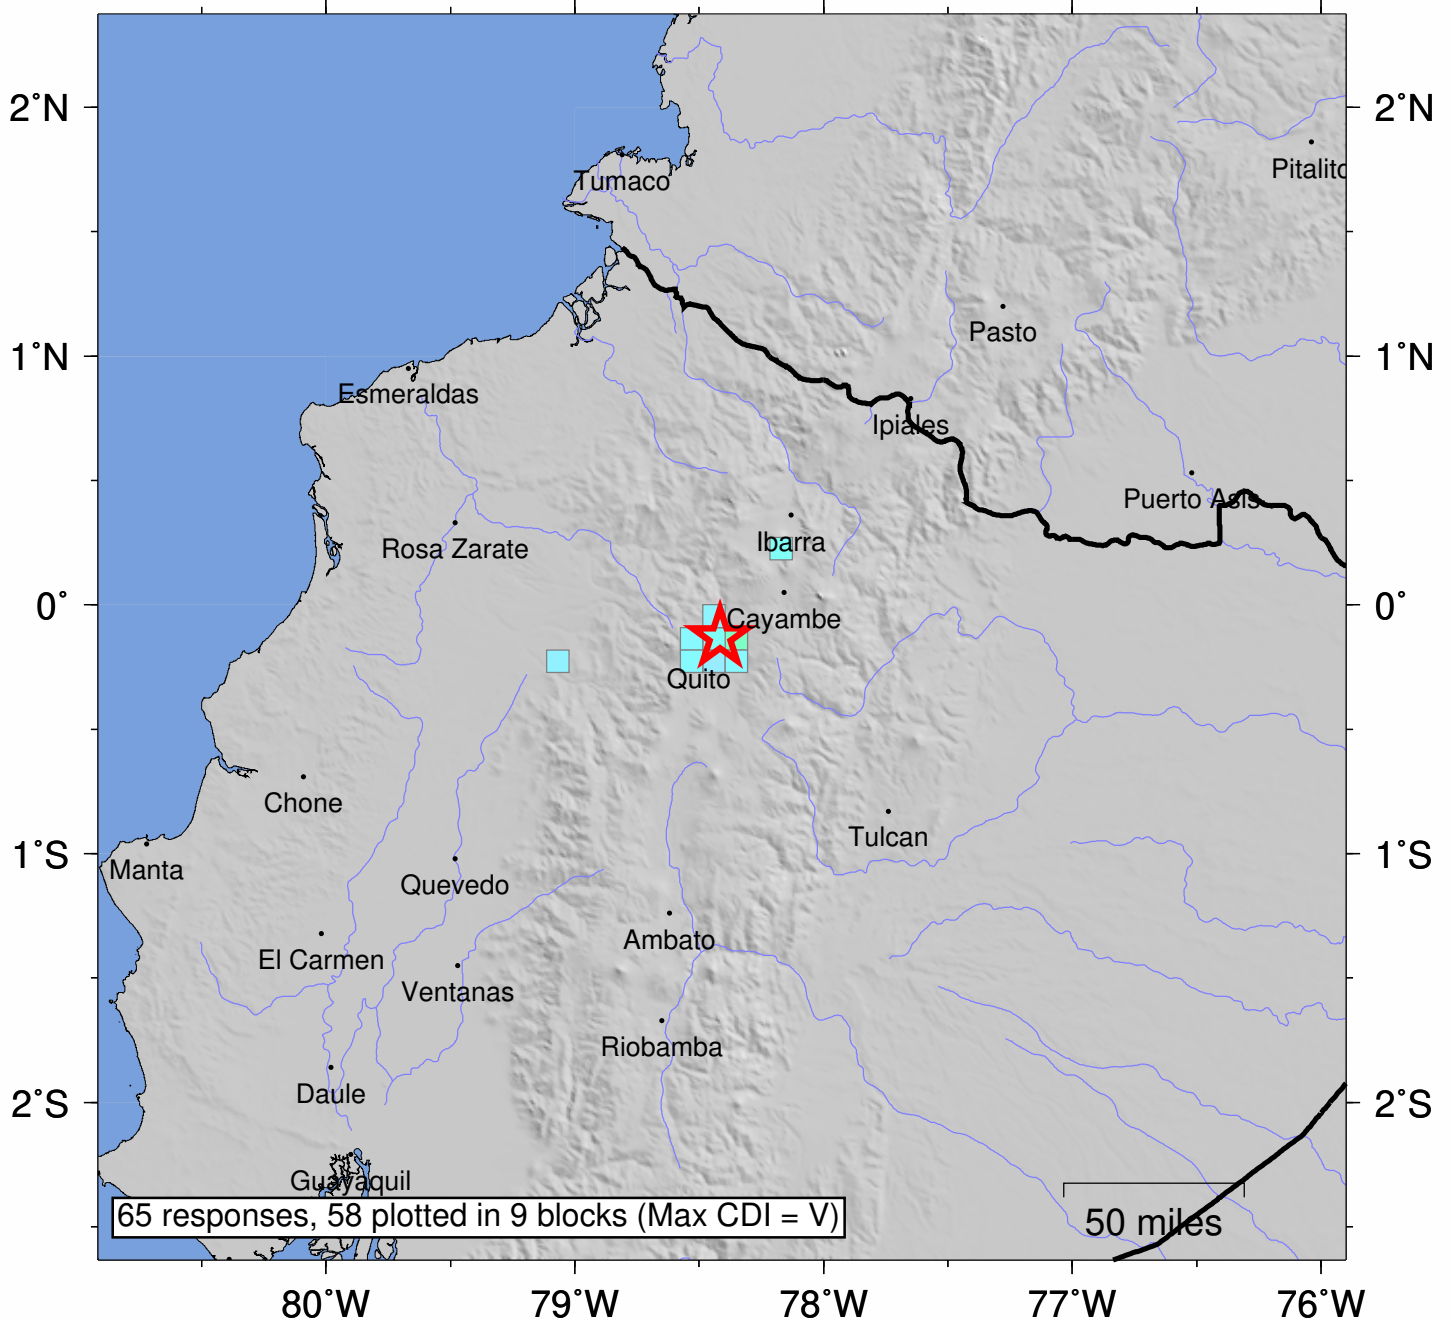 2°N
2°N
Pitalito
Tumaco
Pasto
1°N
1°N
Esmeraldas
Ipiales
Puerto Asis
Ibarra
Rosa Zarate
0°
0°
Cayambe
Quito
Chone
Tulcan
1°S
1°S
Manta
Quevedo
Ambato
El Carmen
Ventanas
Riobamba
Daule
2°S
2°S
Guayaquil
65 responses, 58 plotted in 9 blocks (Max CDI = V)
50 miles
80°W
79°W
78°W
77°W
76°W